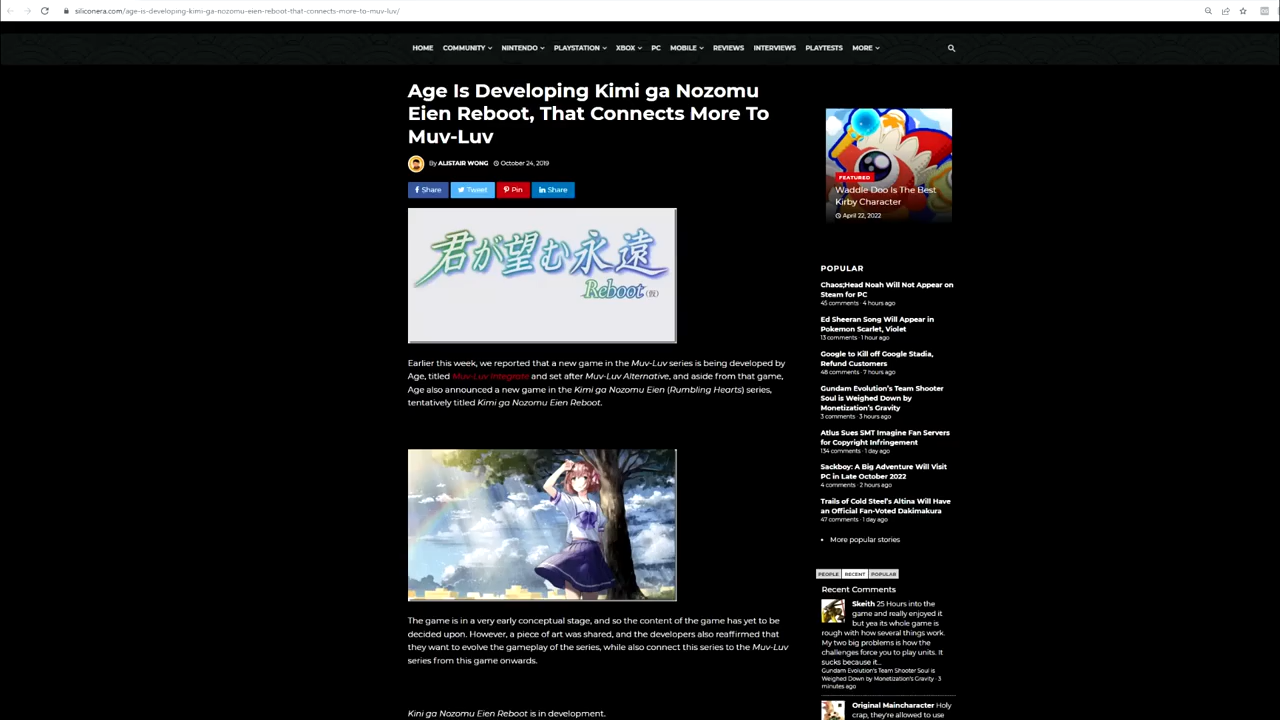 siliconera.com/age-is-developing-kimi-ga-nozomu-eien-reboot-that-connects-more-to-muv-luv/
HOME COMMUNITY NINTENDO PLAYSTATION XBOX PC MOBILE REVIEWS INTERVIEWS PLAYTESTS MORE
Age Is Developing Kimi ga Nozomu
Eien Reboot, That Connects More To
Muv-Luv
By ALISTAIR WONG October 24, 2019
Share Tweet Pin Share
君が望む永遠
Reboot(仮)
Earlier this week, we reported that a new game in the Muv-Luv series is being developed by
Age, titled Muv-Luv Integrate and set after Muv-Luv Alternative, and aside from that game,
Age also announced a new game in the Kimi ga Nozomu Eien (Rumbling Hearts) series,
tentatively titled Kimi ga Nozomu Eien Reboot.
The game is in a very early conceptual stage, and so the content of the game has yet to be
decided upon. However, a piece of art was shared, and the developers also reaffirmed that
they want to evolve the gameplay of the series, while also connect this series to the Muv-Luv
series from this game onwards.
Kini ga Nozomu Eien Reboot is in development.
FEATURED
Waddle Doo Is The Best
Kirby Character
April 22, 2022
POPULAR
Chaos;Head Noah Will Not Appear on
Steam for PC
45 comments · 4 hours ago
Ed Sheeran Song Will Appear in
Pokemon Scarlet, Violet
13 comments · 1 hour ago
Google to Kill off Google Stadia,
Refund Customers
48 comments · 7 hours ago
Gundam Evolution's Team Shooter
Soul is Weighed Down by
Monetization's Gravity
3 comments · 3 hours ago
Atlus Sues SMT Imagine Fan Servers
for Copyright Infringement
134 comments · 1 day ago
Sackboy: A Big Adventure Will Visit
PC in Late October 2022
4 comments · 2 hours ago
Trails of Cold Steel's Altina Will Have
an Official Fan-Voted Dakimakura
47 comments · 1 day ago
• More popular stories
PEOPLE RECENT POPULAR
Recent Comments
Skeith 25 Hours into the
game and really enjoyed it
but yea its whole game is
rough with how several things work.
My two big problems is how the
challenges force you to play units. It
sucks because it...
Gundam Evolution's Team Shooter Soul is
Weighed Down by Monetization's Gravity · 3
minutes ago
Original Maincharacter Holy
crap, they're allowed to use